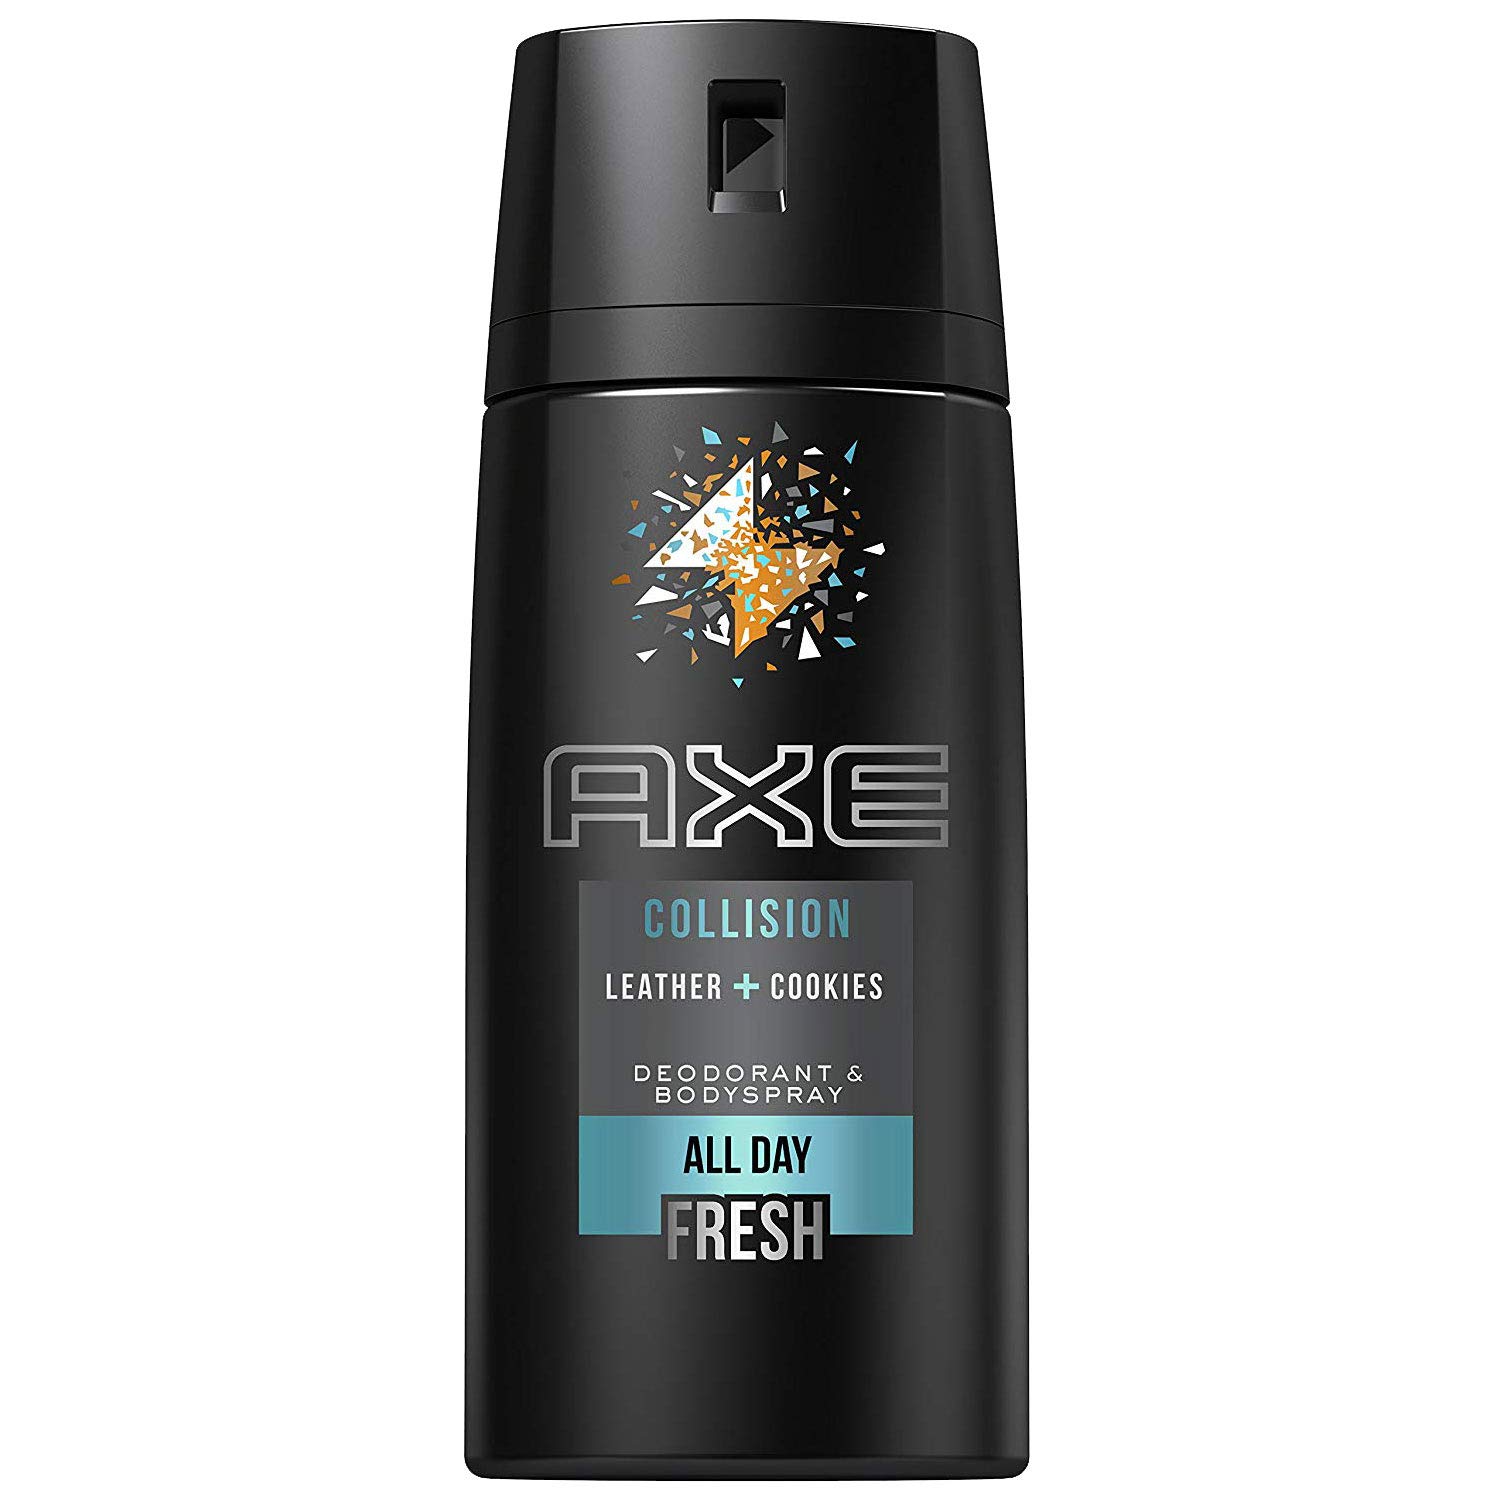 AXE
COLLISION
LEATHER + COOKIES
DEODORANT &
BODYSPRAY
ALL DAY
FRESH